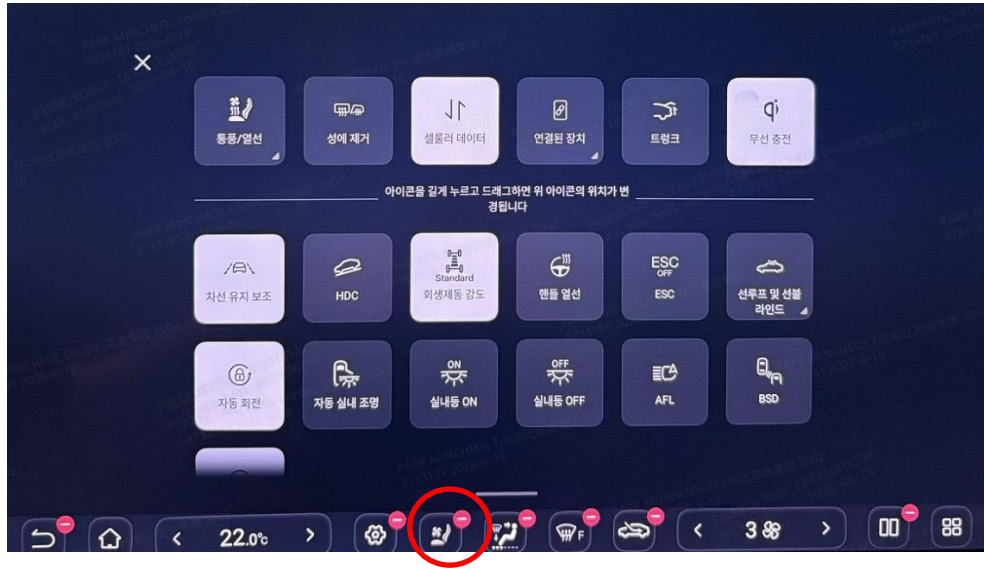 통풍/열선
성에 제거
셀룰러 데이터
연결된 장치
트렁크
qi
무선 충전
아이콘을 길게 누르고 드래그하면 위 아이콘의 위치가 변
경됩니다
차선 유지 보조
HDC
Standard
회생제동 강도
핸들 열선
ESC
OFF
ESC
선루프 및 선블
라인드
자동 회전
자동 실내 조명
ON
실내등 ON
OFF
실내등 OFF
A
AFL
BSD
22.0°c
F
3